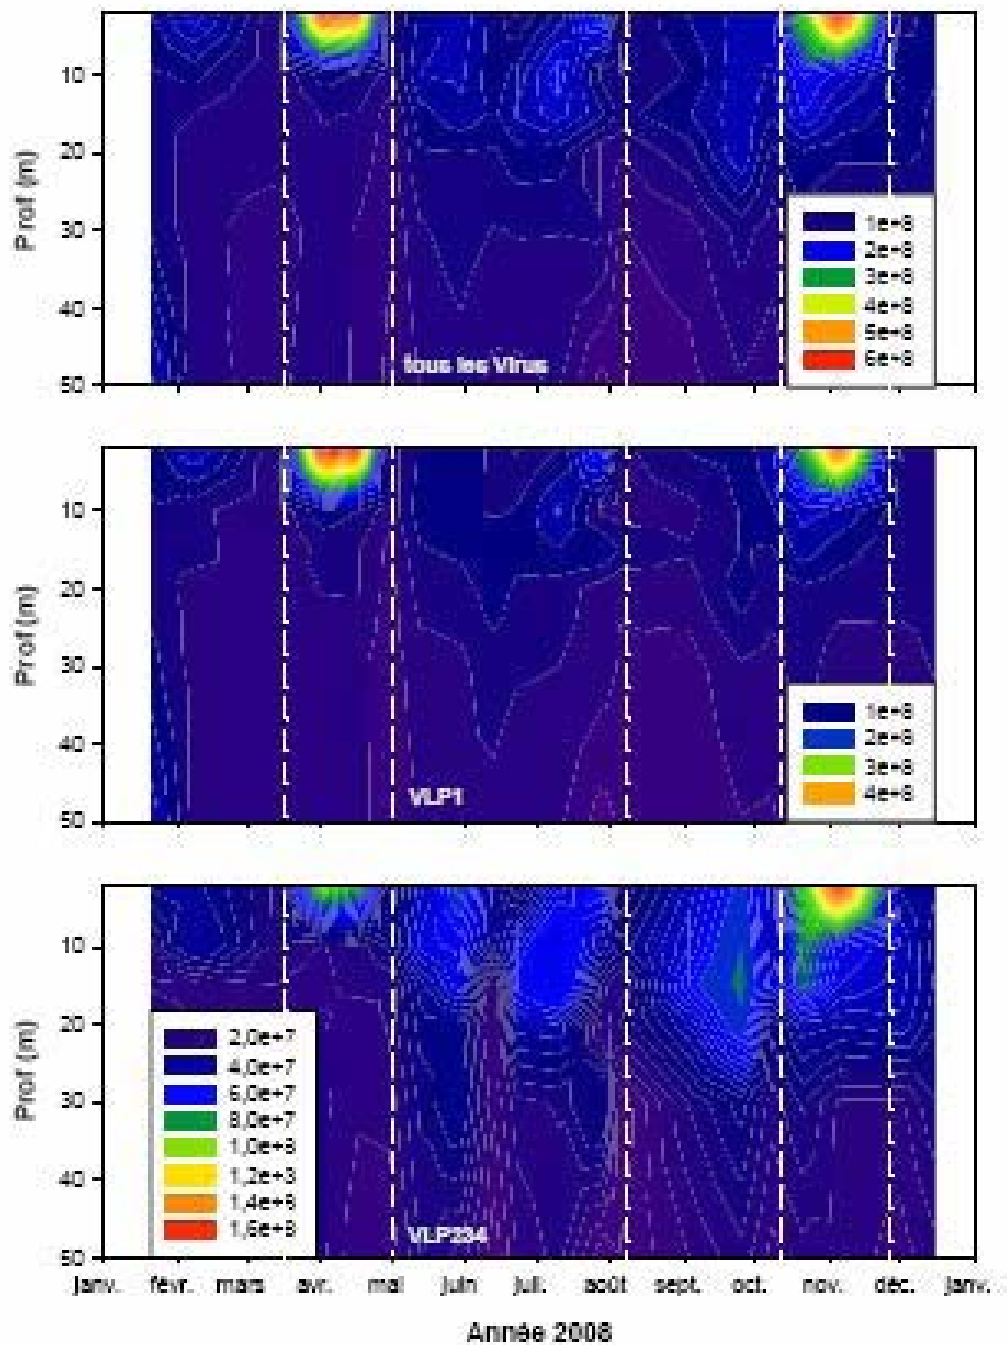 Prof (m)
10
20
30
40
50
tous les Virus
1e+8
2e+8
3e+8
4e+8
5e+8
6e+8
Prof (m)
10
20
30
40
50
VLP1
1e+8
2e+8
3e+8
4e+8
Prof (m)
10
20
30
40
50
2,0e+7
4,0e+7
6,0e+7
8,0e+7
1,0e+8
1,2e+8
1,4e+8
1,6e+8
VLP234
janv. févr. mars avr. mai juin juil. août sept. oct. nov. déc. janv.
Année 2008